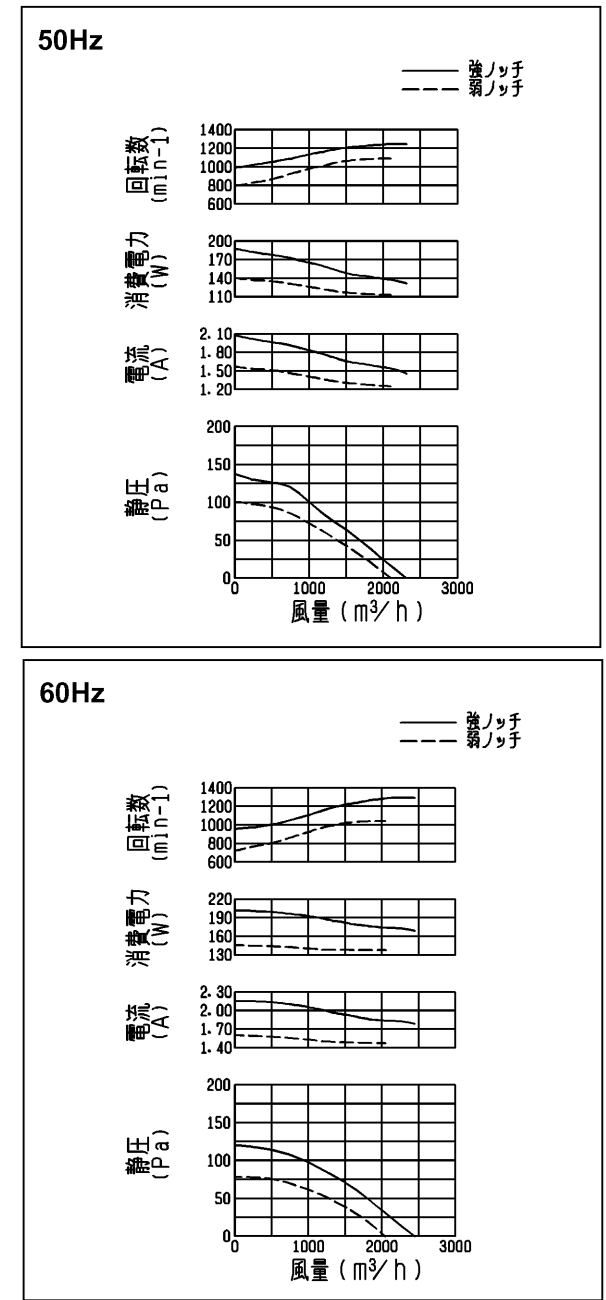 50Hz
強ノッチ
弱ノッチ
回転数
(min-1)
1400
1200
1000
800
600
消費電力
(W)
200
170
140
110
電流
(A)
2.10
1.80
1.50
1.20
静圧
(Pa)
200
150
100
50
0
0 1000 2000 3000
風量(m³/h)
60Hz
強ノッチ
弱ノッチ
回転数
(min-1)
1400
1200
1000
800
600
消費電力
(W)
220
190
160
130
電流
(A)
2.30
2.00
1.70
1.40
静圧
(Pa)
200
150
100
50
0
0 1000 2000 3000
風量(m³/h)